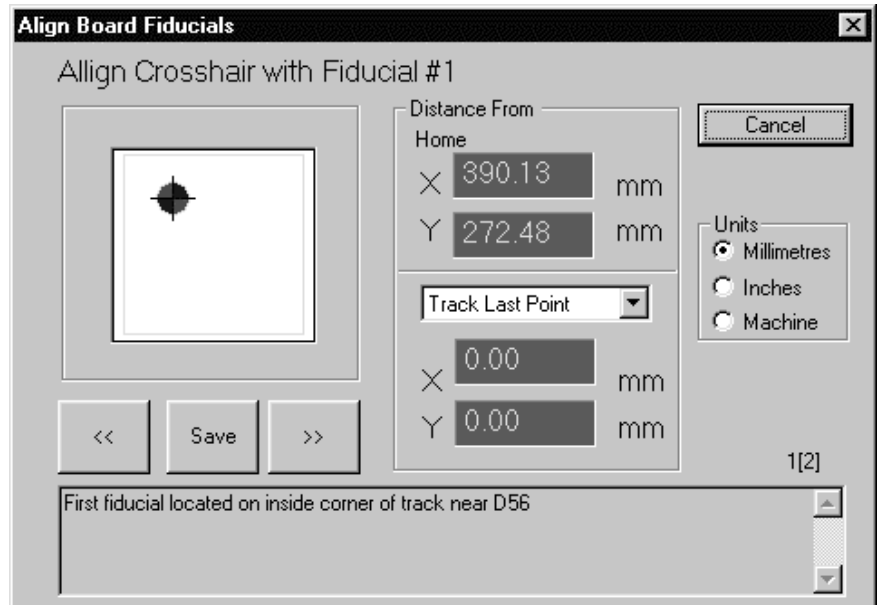 Align Board Fiducials
Allign Crosshair with Fiducial #1
Distance From
Home
X 390.13 mm
Y 272.48 mm
Track Last Point
X 0.00 mm
Y 0.00 mm
Cancel
Units
Millimetres
Inches
Machine
<< Save >>
1[2]
First fiducial located on inside corner of track near D56